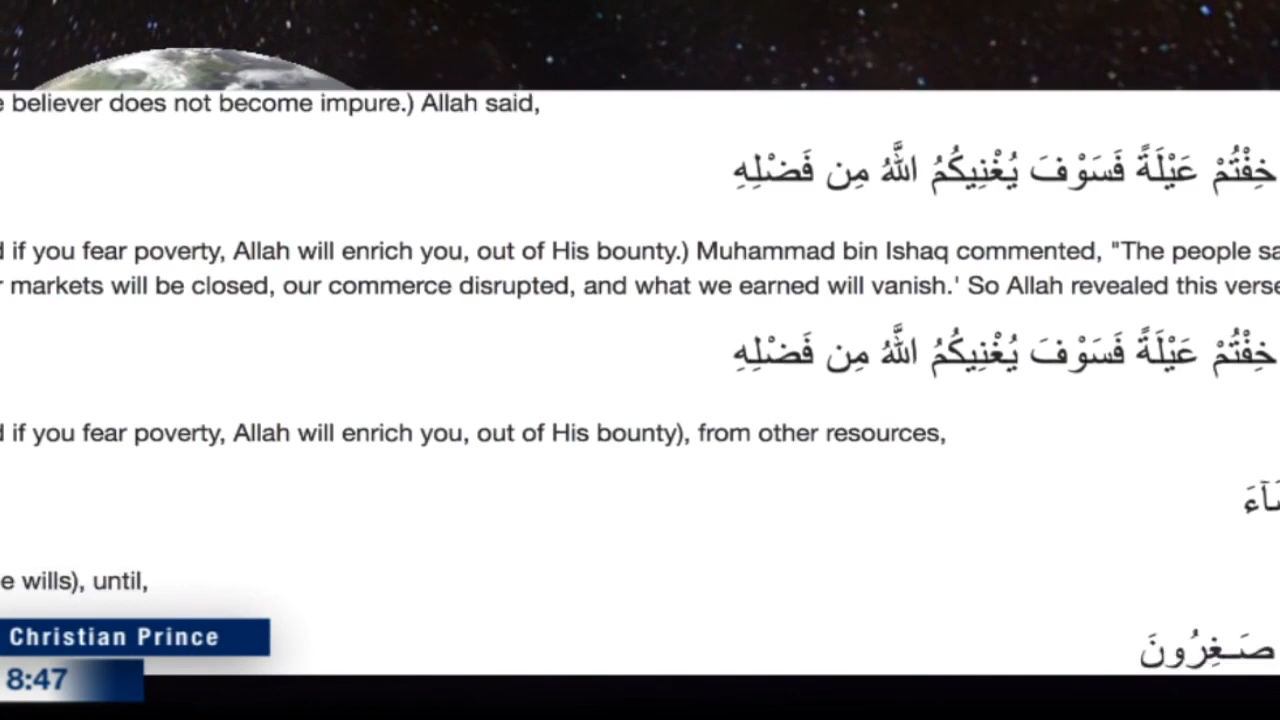 believer does not become impure.) Allah said,
خِفْتُمْ عَيْلَةً فَسَوْفَ يُغْنِيكُمُ اللَّهُ مِن فَضْلِهِ
if you fear poverty, Allah will enrich you, out of His bounty.) Muhammad bin Ishaq commented, "The people
markets will be closed, our commerce disrupted, and what we earned will vanish.' So Allah revealed this verse
خِفْتُمْ عَيْلَةً فَسَوْفَ يُغْنِيكُمُ اللَّهُ مِن فَضْلِهِ
if you fear poverty, Allah will enrich you, out of His bounty), from other resources,
wills), until,
Christian Prince
صَـغِرُونَ
8:47